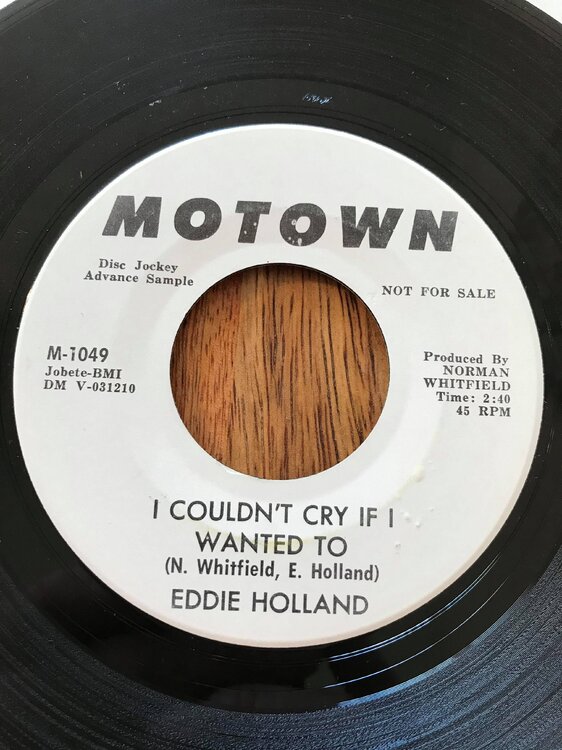 MOTOWN
Disc Jockey
Advance Sample
NOT FOR SALE
M-1049
Jobete-BMI
DM V-031210
Produced By
NORMAN
WHITFIELD
Time: 2:40
45 RPM
I COULDN'T CRY IF I
WANTED TO
(N. Whitfield, E. Holland)
EDDIE HOLLAND